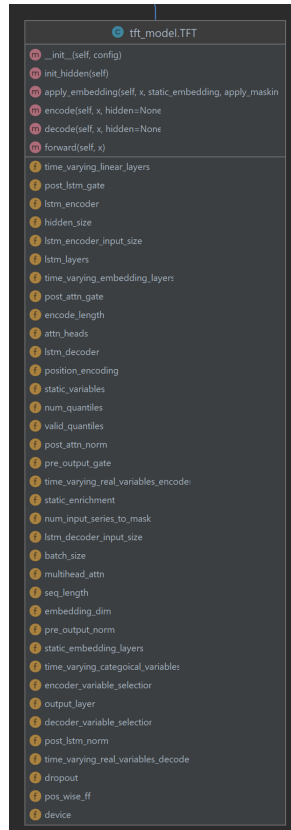 C tft_model.TFT
m __init__(self, config)
m init_hidden(self)
m apply_embedding(self, x, static_embedding, apply_maskin
m encode(self, x, hidden=None
m decode(self, x, hidden=None
m forward(self, x)
f time_varying_linear_layers
f post_lstm_gate
f lstm_encoder
f hidden_size
f lstm_encoder_input_size
f lstm_layers
f time_varying_embedding_layers
f post_attn_gate
f encode_length
f attn_heads
f lstm_decoder
f position_encoding
f static_variables
f num_quantiles
f valid_quantiles
f post_attn_norm
f pre_output_gate
f time_varying_real_variables_encoder
f static_enrichment
f num_input_series_to_mask
f lstm_decoder_input_size
f batch_size
f multihead_attn
f seq_length
f embedding_dim
f pre_output_norm
f static_embedding_layers
f time_varying_categoical_variables
f encoder_variable_selection
f output_layer
f decoder_variable_selection
f post_lstm_norm
f time_varying_real_variables_decode
f dropout
f pos_wise_ff
f device